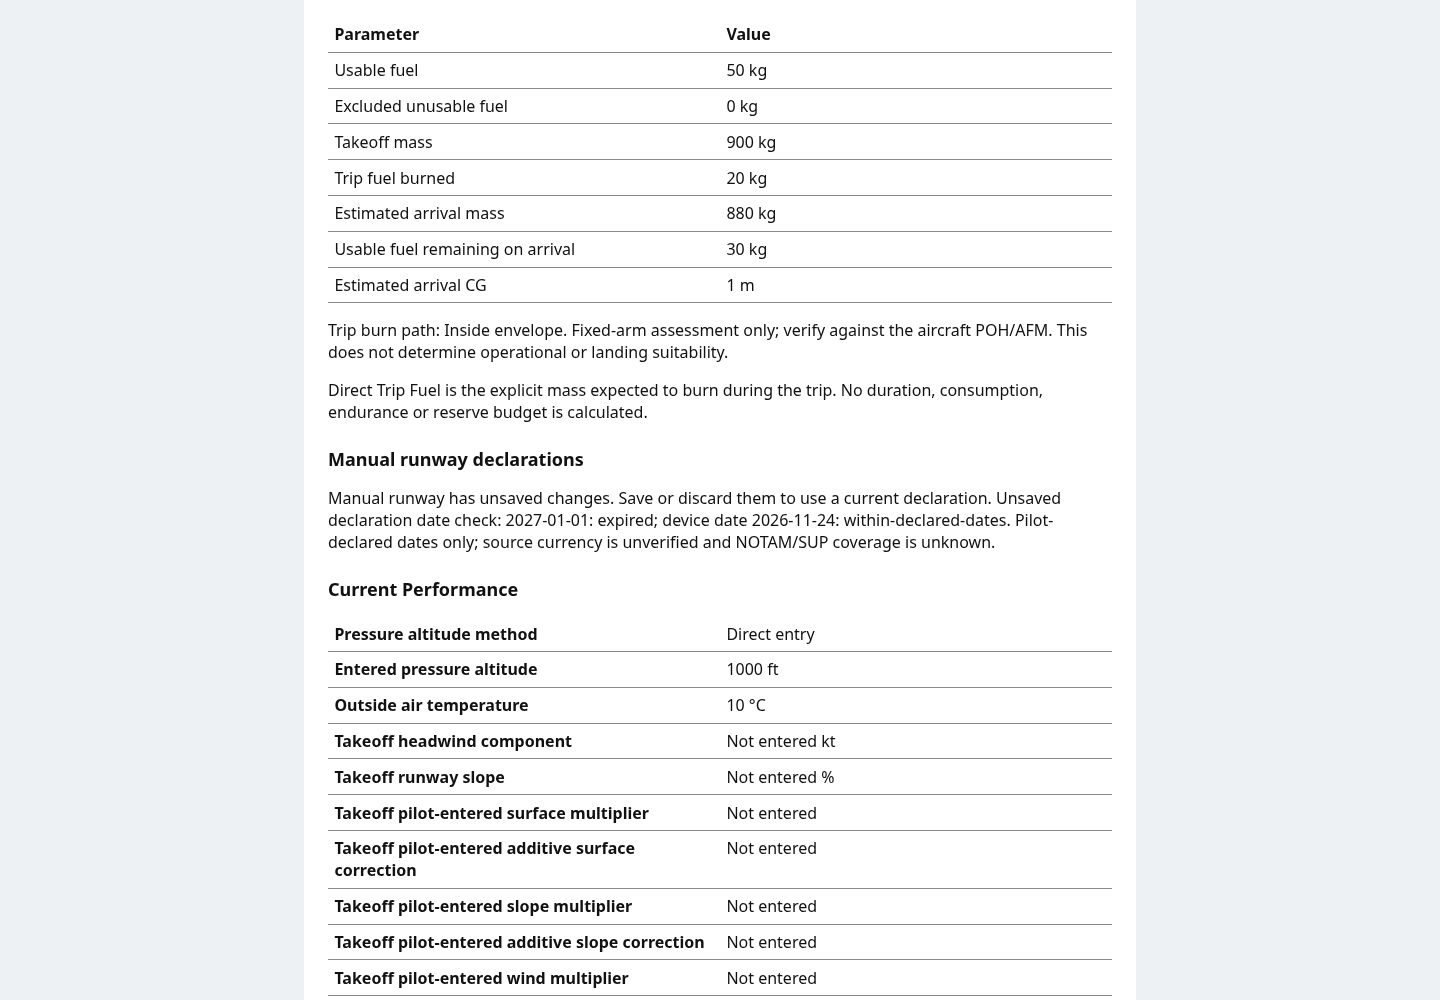 Parameter Value
Usable fuel 50 kg
Excluded unusable fuel 0 kg
Takeoff mass 900 kg
Trip fuel burned 20 kg
Estimated arrival mass 880 kg
Usable fuel remaining on arrival 30 kg
Estimated arrival CG 1 m
Trip burn path: Inside envelope. Fixed-arm assessment only; verify against the aircraft POH/AFM. This
does not determine operational or landing suitability.
Direct Trip Fuel is the explicit mass expected to burn during the trip. No duration, consumption,
endurance or reserve budget is calculated.
Manual runway declarations
Manual runway has unsaved changes. Save or discard them to use a current declaration. Unsaved
declaration date check: 2027-01-01: expired; device date 2026-11-24: within-declared-dates. Pilot-
declared dates only; source currency is unverified and NOTAM/SUP coverage is unknown.
Current Performance
Pressure altitude method Direct entry
Entered pressure altitude 1000 ft
Outside air temperature 10 °C
Takeoff headwind component Not entered kt
Takeoff runway slope Not entered %
Takeoff pilot-entered surface multiplier Not entered
Takeoff pilot-entered additive surface Not entered
correction
Takeoff pilot-entered slope multiplier Not entered
Takeoff pilot-entered additive slope correction Not entered
Takeoff pilot-entered wind multiplier Not entered